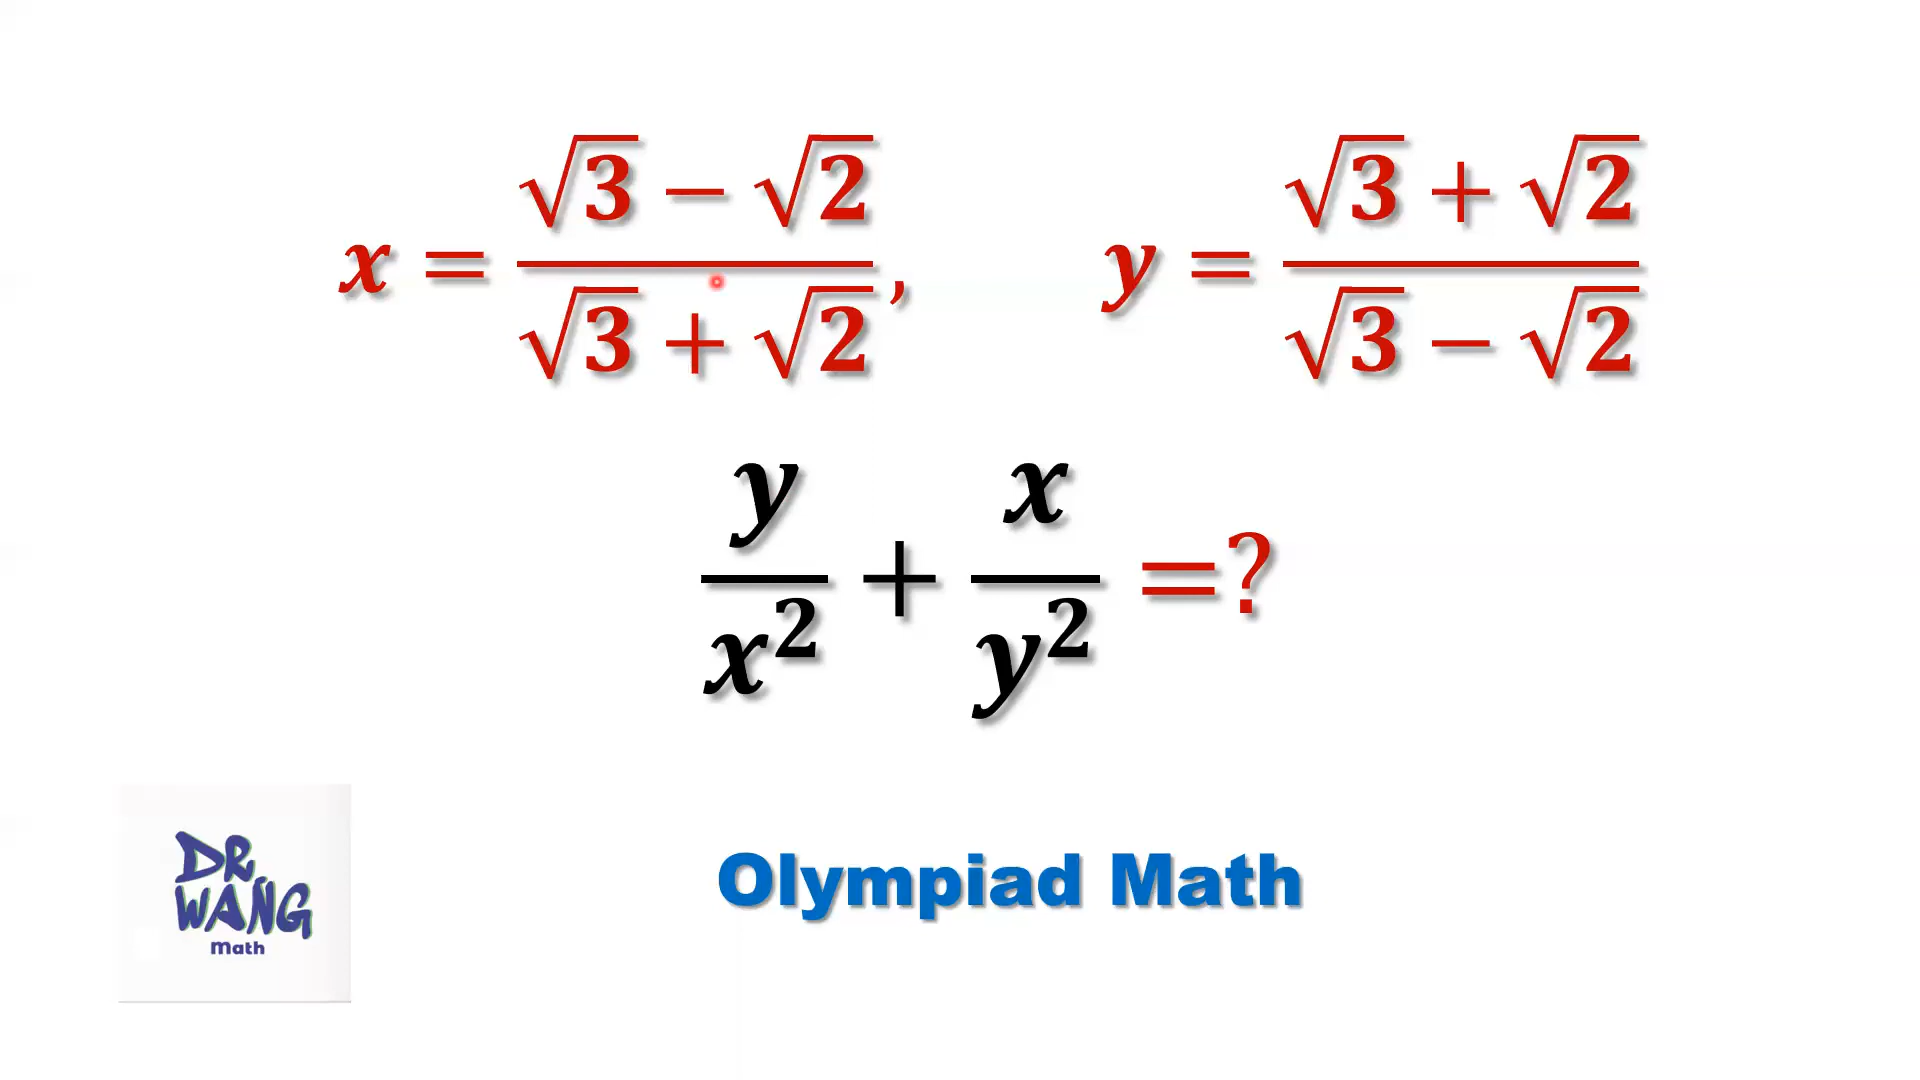 x = (√3 − √2)/(√3 + √2), y = (√3 + √2)/(√3 − √2)
y/x² + x/y² =?
Olympiad Math
DR
WANG
math